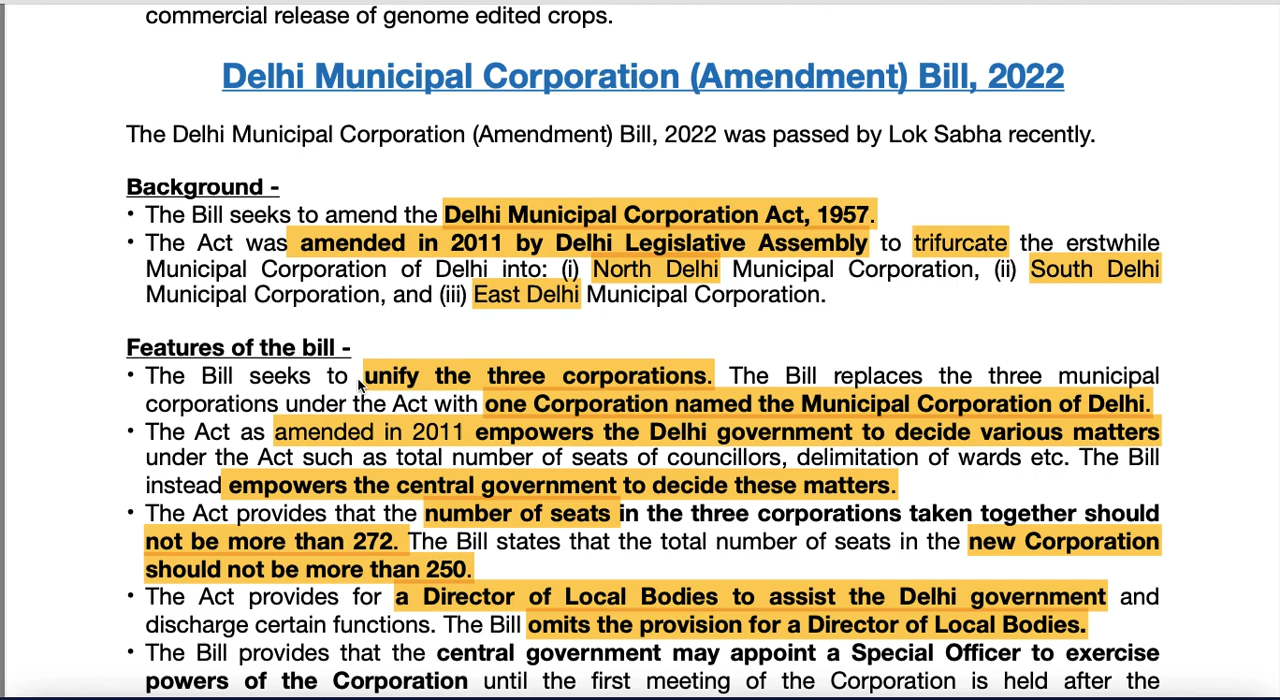 commercial release of genome edited crops.
Delhi Municipal Corporation (Amendment) Bill, 2022
The Delhi Municipal Corporation (Amendment) Bill, 2022 was passed by Lok Sabha recently.
Background -
• The Bill seeks to amend the Delhi Municipal Corporation Act, 1957.
• The Act was amended in 2011 by Delhi Legislative Assembly to trifurcate the erstwhile
Municipal Corporation of Delhi into: (i) North Delhi Municipal Corporation, (ii) South Delhi
Municipal Corporation, and (iii) East Delhi Municipal Corporation.
Features of the bill -
• The Bill seeks to unify the three corporations. The Bill replaces the three municipal
corporations under the Act with one Corporation named the Municipal Corporation of Delhi.
• The Act as amended in 2011 empowers the Delhi government to decide various matters
under the Act such as total number of seats of councillors, delimitation of wards etc. The Bill
instead empowers the central government to decide these matters.
• The Act provides that the number of seats in the three corporations taken together should
not be more than 272. The Bill states that the total number of seats in the new Corporation
should not be more than 250.
• The Act provides for a Director of Local Bodies to assist the Delhi government and
discharge certain functions. The Bill omits the provision for a Director of Local Bodies.
• The Bill provides that the central government may appoint a Special Officer to exercise
powers of the Corporation until the first meeting of the Corporation is held after the